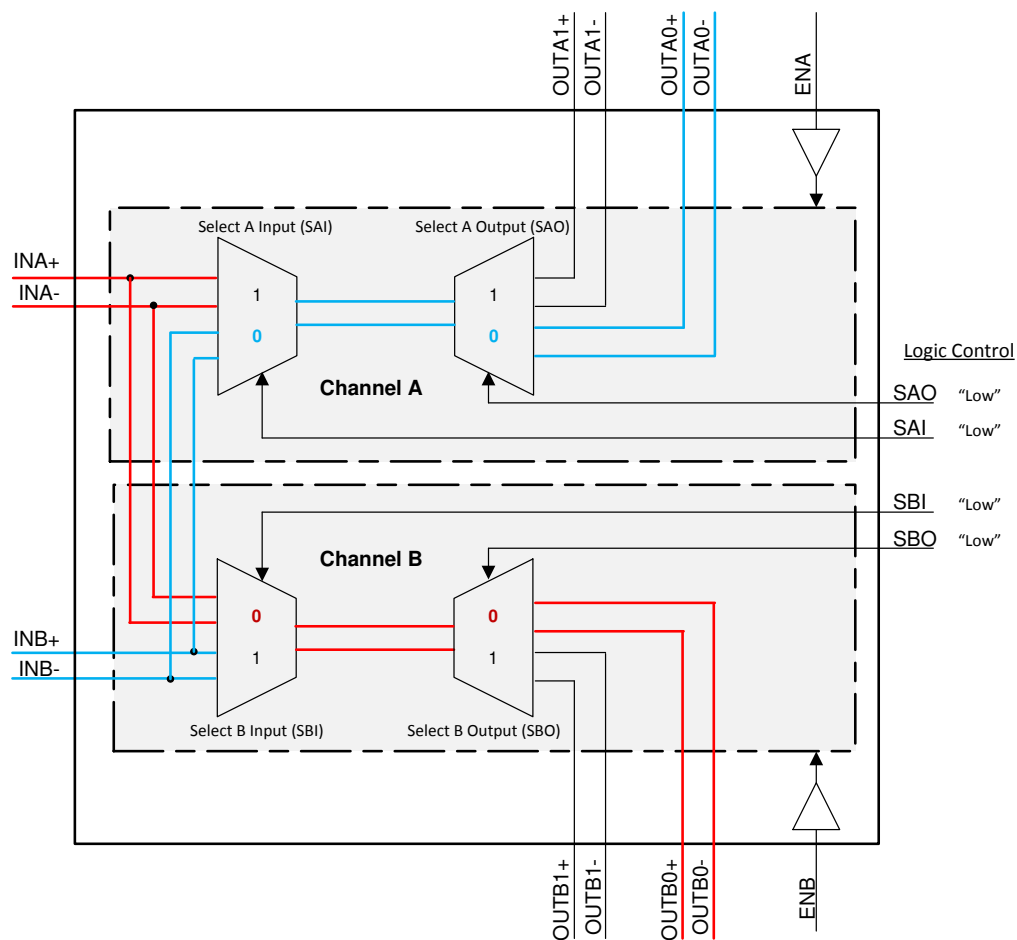 OUTA1+
OUTA1-
OUTA0+
OUTA0-
ENA
Select A Input (SAI)
Select A Output (SAO)
INA+
INA-
1
0
1
0
Channel A
Logic Control
SAO "Low"
SAI "Low"
SBI "Low"
SBO "Low"
Channel B
0
1
0
1
INB+
INB-
Select B Input (SBI)
Select B Output (SBO)
OUTB1+
OUTB1-
OUTB0+
OUTB0-
ENB